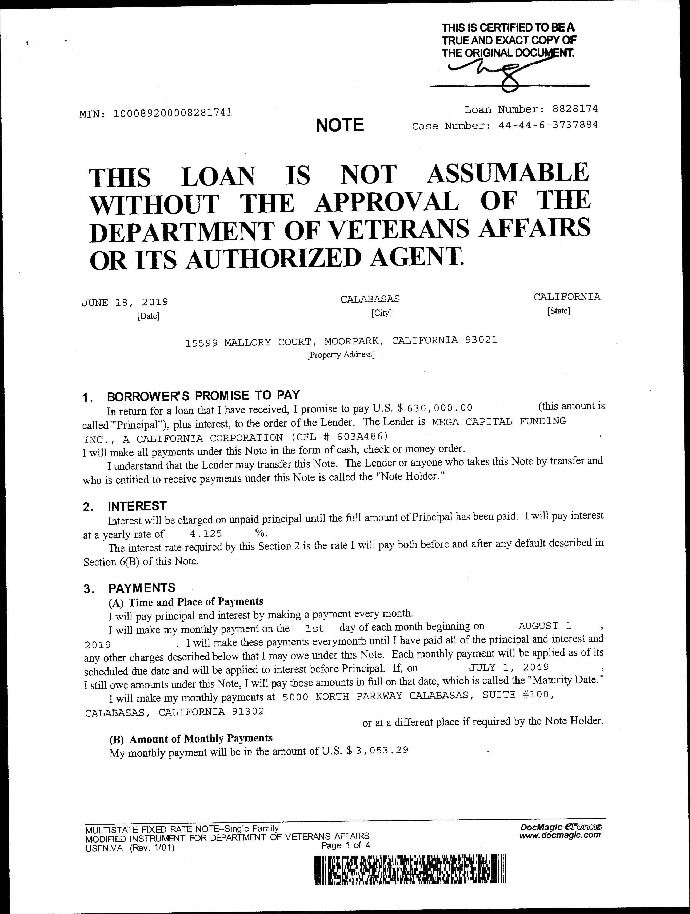 THIS IS CERTIFIED TO BE A
TRUE AND EXACT COPY OF
THE ORIGINAL DOCUMENT.
MIN: 100089200008281741
Loan Number: 8828174
NOTE
Case Number: 44-44-6-3737884
THIS LOAN IS NOT ASSUMABLE
WITHOUT THE APPROVAL OF THE
DEPARTMENT OF VETERANS AFFAIRS
OR ITS AUTHORIZED AGENT.
JUNE 18, 2019 CALABASAS CALIFORNIA
[Date] [City] [State]
15599 MALLORY COURT, MOORPARK, CALIFORNIA 93021
[Property Address]
1. BORROWER'S PROMISE TO PAY
In return for a loan that I have received, I promise to pay U.S. $ 630,000.00 (this amount is
called "Principal"), plus interest, to the order of the Lender. The Lender is MEGA CAPITAL FUNDING
INC., A CALIFORNIA CORPORATION (CFL # 603A486)
I will make all payments under this Note in the form of cash, check or money order.
I understand that the Lender may transfer this Note. The Lender or anyone who takes this Note by transfer and
who is entitled to receive payments under this Note is called the "Note Holder."
2. INTEREST
Interest will be charged on unpaid principal until the full amount of Principal has been paid. I will pay interest
at a yearly rate of 4.125 %.
The interest rate required by this Section 2 is the rate I will pay both before and after any default described in
Section 6(B) of this Note.
3. PAYMENTS
(A) Time and Place of Payments
I will pay principal and interest by making a payment every month.
I will make my monthly payment on the 1st day of each month beginning on AUGUST 1 ,
2019 . I will make these payments every month until I have paid all of the principal and interest and
any other charges described below that I may owe under this Note. Each monthly payment will be applied as of its
scheduled due date and will be applied to interest before Principal. If, on JULY 1, 2049 ,
I still owe amounts under this Note, I will pay those amounts in full on that date, which is called the "Maturity Date."
I will make my monthly payments at 5000 NORTH PARKWAY CALABASAS, SUITE #100,
CALABASAS, CALIFORNIA 91302
or at a different place if required by the Note Holder.
(B) Amount of Monthly Payments
My monthly payment will be in the amount of U.S. $ 3,053.29
MULTISTATE FIXED RATE NOTE--Single Family
MODIFIED INSTRUMENT FOR DEPARTMENT OF VETERANS AFFAIRS
USFN.VA (Rev. 1/01) Page 1 of 4
DocMagic
www.docmagic.com